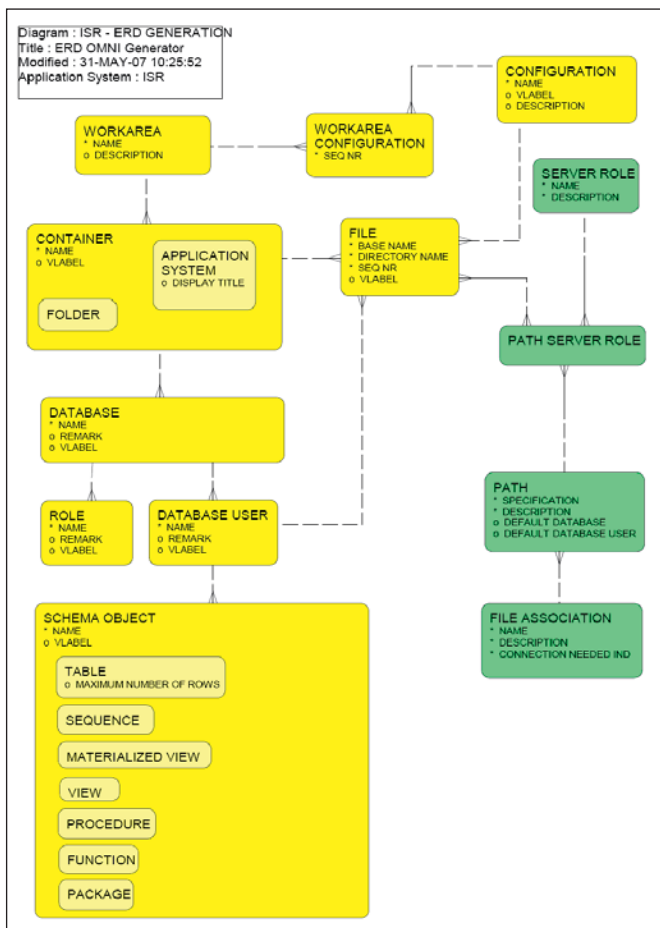 Diagram : ISR - ERD GENERATION
Title : ERD OMNI Generator
Modified : 31-MAY-07 10:25:52
Application System : ISR
CONFIGURATION
* NAME
o VLABEL
o DESCRIPTION
WORKAREA
* NAME
o DESCRIPTION
WORKAREA
CONFIGURATION
* SEQ NR
SERVER ROLE
* NAME
* DESCRIPTION
CONTAINER
* NAME
o VLABEL
APPLICATION
SYSTEM
o DISPLAY TITLE
FOLDER
FILE
* BASE NAME
* DIRECTORY NAME
* SEQ NR
o VLABEL
PATH SERVER ROLE
DATABASE
* NAME
o REMARK
o VLABEL
ROLE
* NAME
o REMARK
o VLABEL
DATABASE USER
* NAME
o REMARK
o VLABEL
PATH
* SPECIFICATION
* DESCRIPTION
o DEFAULT DATABASE
o DEFAULT DATABASE USER
SCHEMA OBJECT
* NAME
o VLABEL
TABLE
o MAXIMUM NUMBER OF ROWS
SEQUENCE
MATERIALIZED VIEW
VIEW
PROCEDURE
FUNCTION
PACKAGE
FILE ASSOCIATION
* NAME
* DESCRIPTION
* CONNECTION NEEDED IND